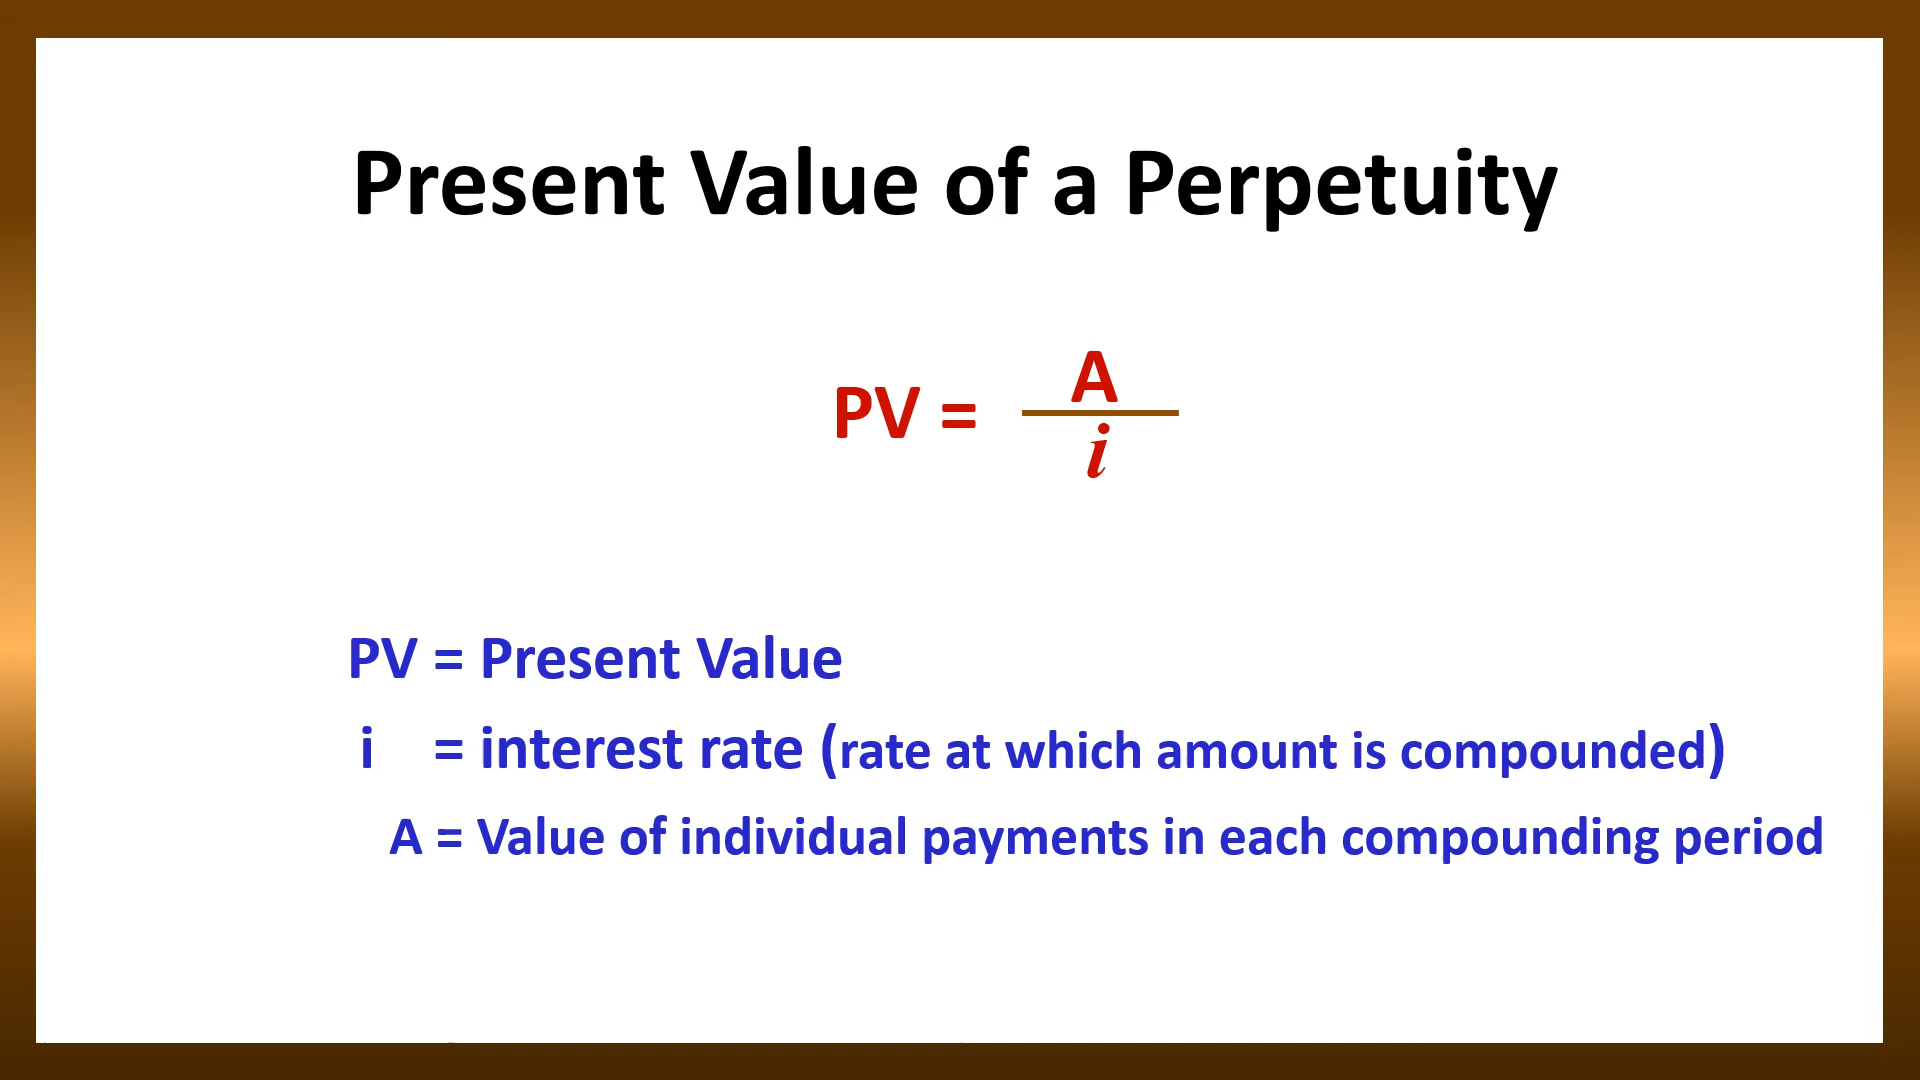 Present Value of a Perpetuity
PV = A
i
PV = Present Value
i = interest rate (rate at which amount is compounded)
A = Value of individual payments in each compounding period